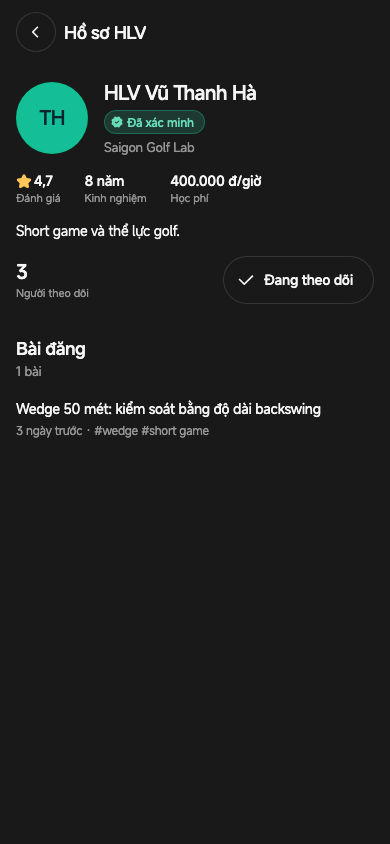 Hồ sơ HLV
TH
HLV Vũ Thanh Hà
Đã xác minh
Saigon Golf Lab
4,7
Đánh giá
8 năm
Kinh nghiệm
400.000 đ/giờ
Học phí
Short game và thể lực golf.
3
Người theo dõi
Đang theo dõi
Bài đăng
1 bài
Wedge 50 mét: kiểm soát bằng độ dài backswing
3 ngày trước · #wedge #short game